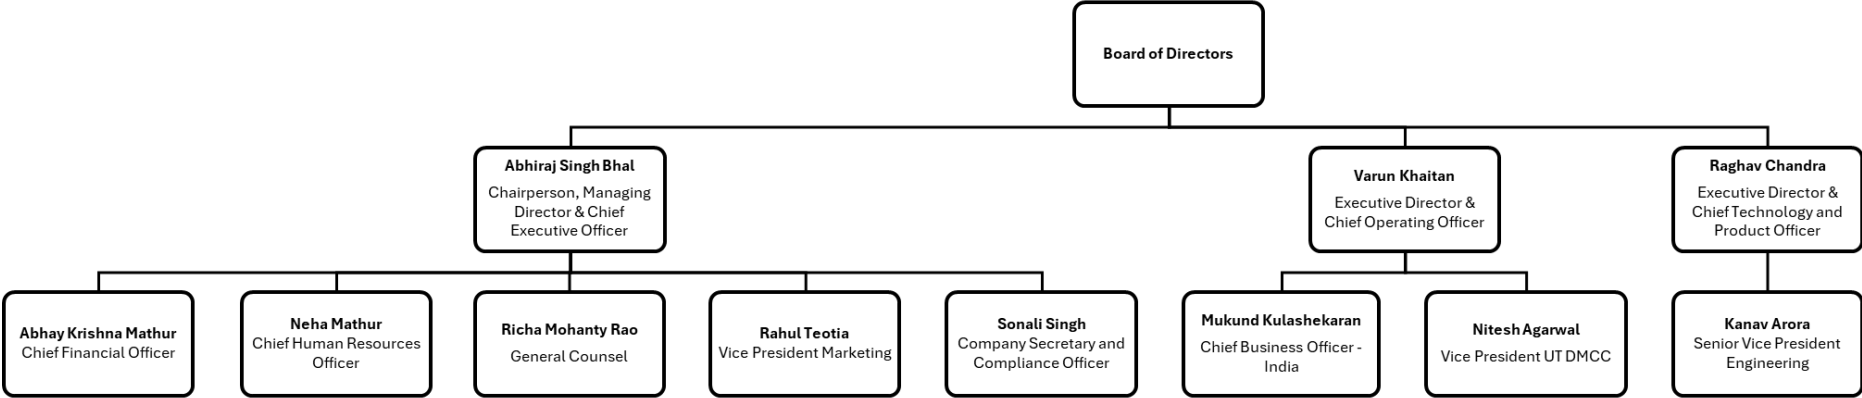 Board of Directors
Abhiraj Singh Bhal
Chairperson, Managing
Director & Chief
Executive Officer
Varun Khaitan
Executive Director &
Chief Operating Officer
Raghav Chandra
Executive Director &
Chief Technology and
Product Officer
Abhay Krishna Mathur
Chief Financial Officer
Neha Mathur
Chief Human Resources
Officer
Richa Mohanty Rao
General Counsel
Rahul Teotia
Vice President Marketing
Sonali Singh
Company Secretary and
Compliance Officer
Mukund Kulashekaran
Chief Business Officer -
India
Nitesh Agarwal
Vice President UT DMCC
Kanav Arora
Senior Vice President
Engineering